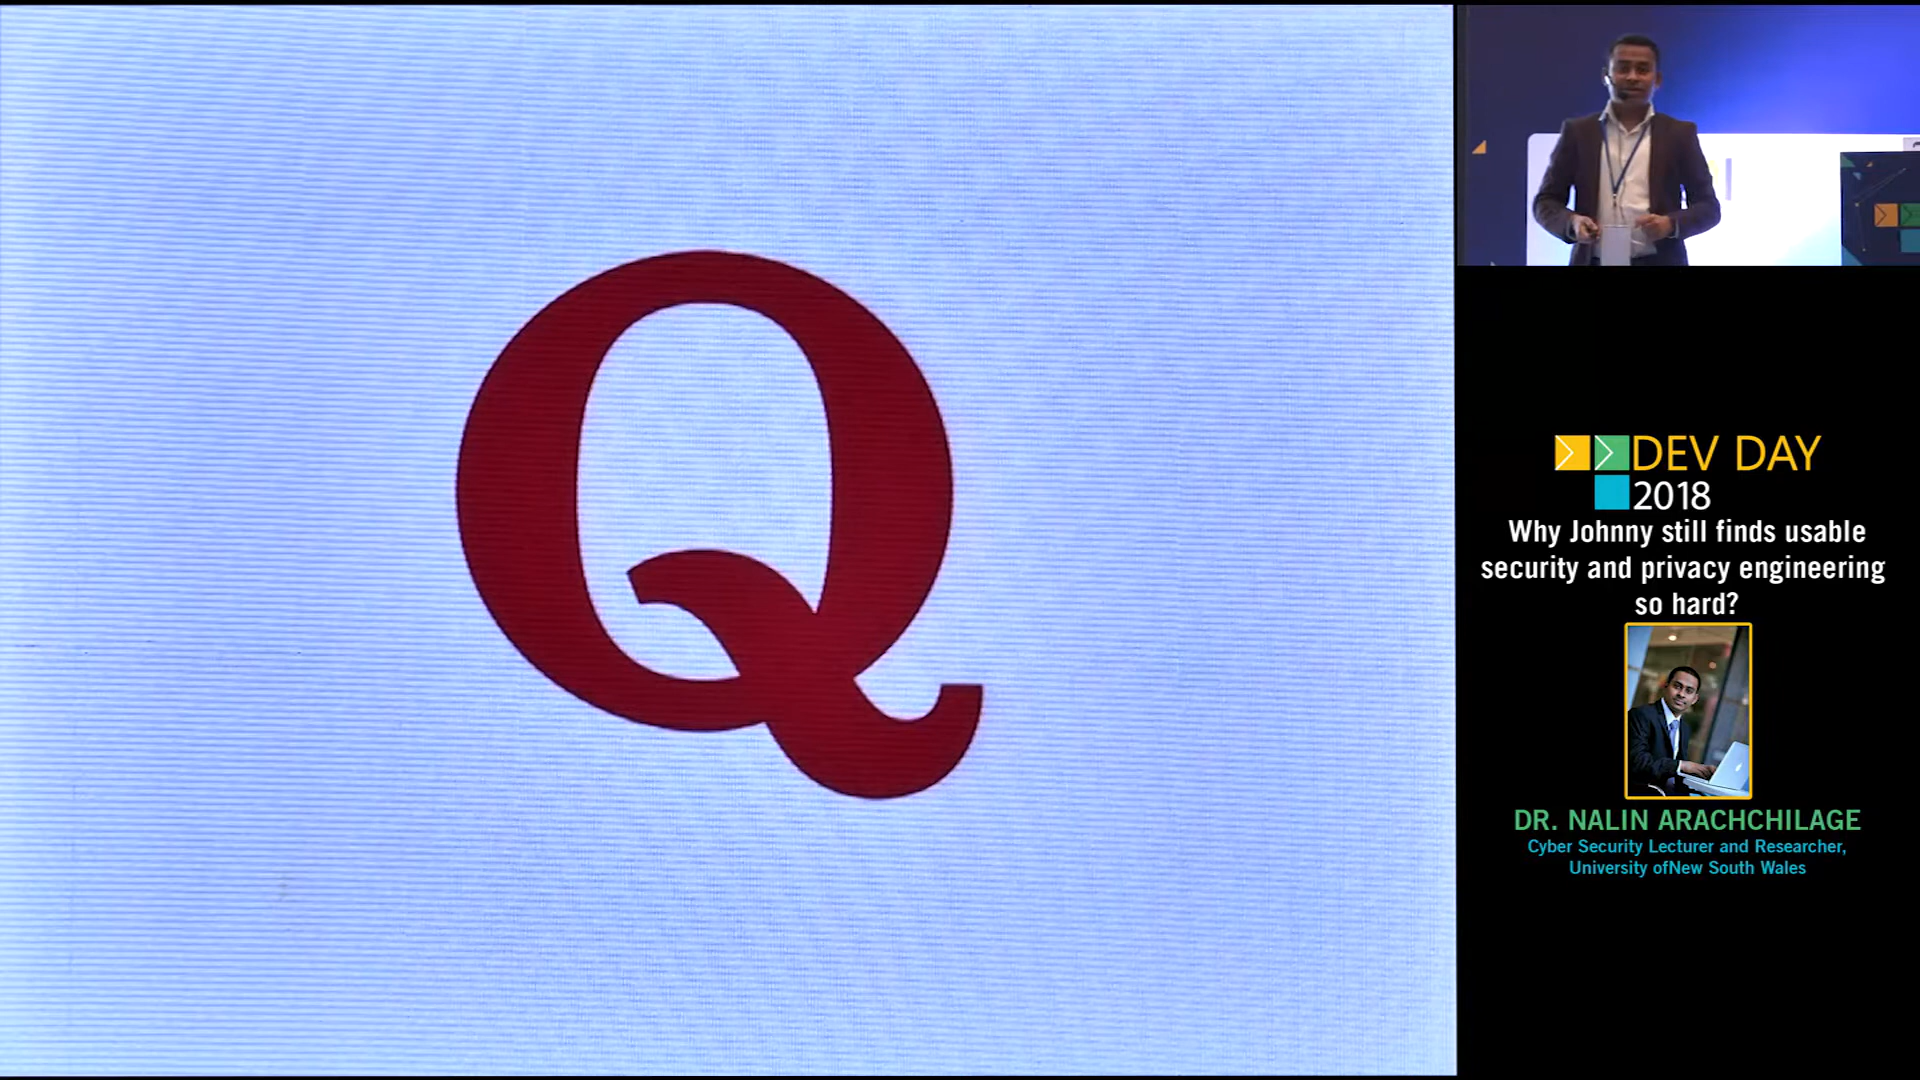 Q
DEV DAY
2018
Why Johnny still finds usable
security and privacy engineering
so hard?
DR. NALIN ARACHCHILAGE
Cyber Security Lecturer and Researcher,
University ofNew South Wales